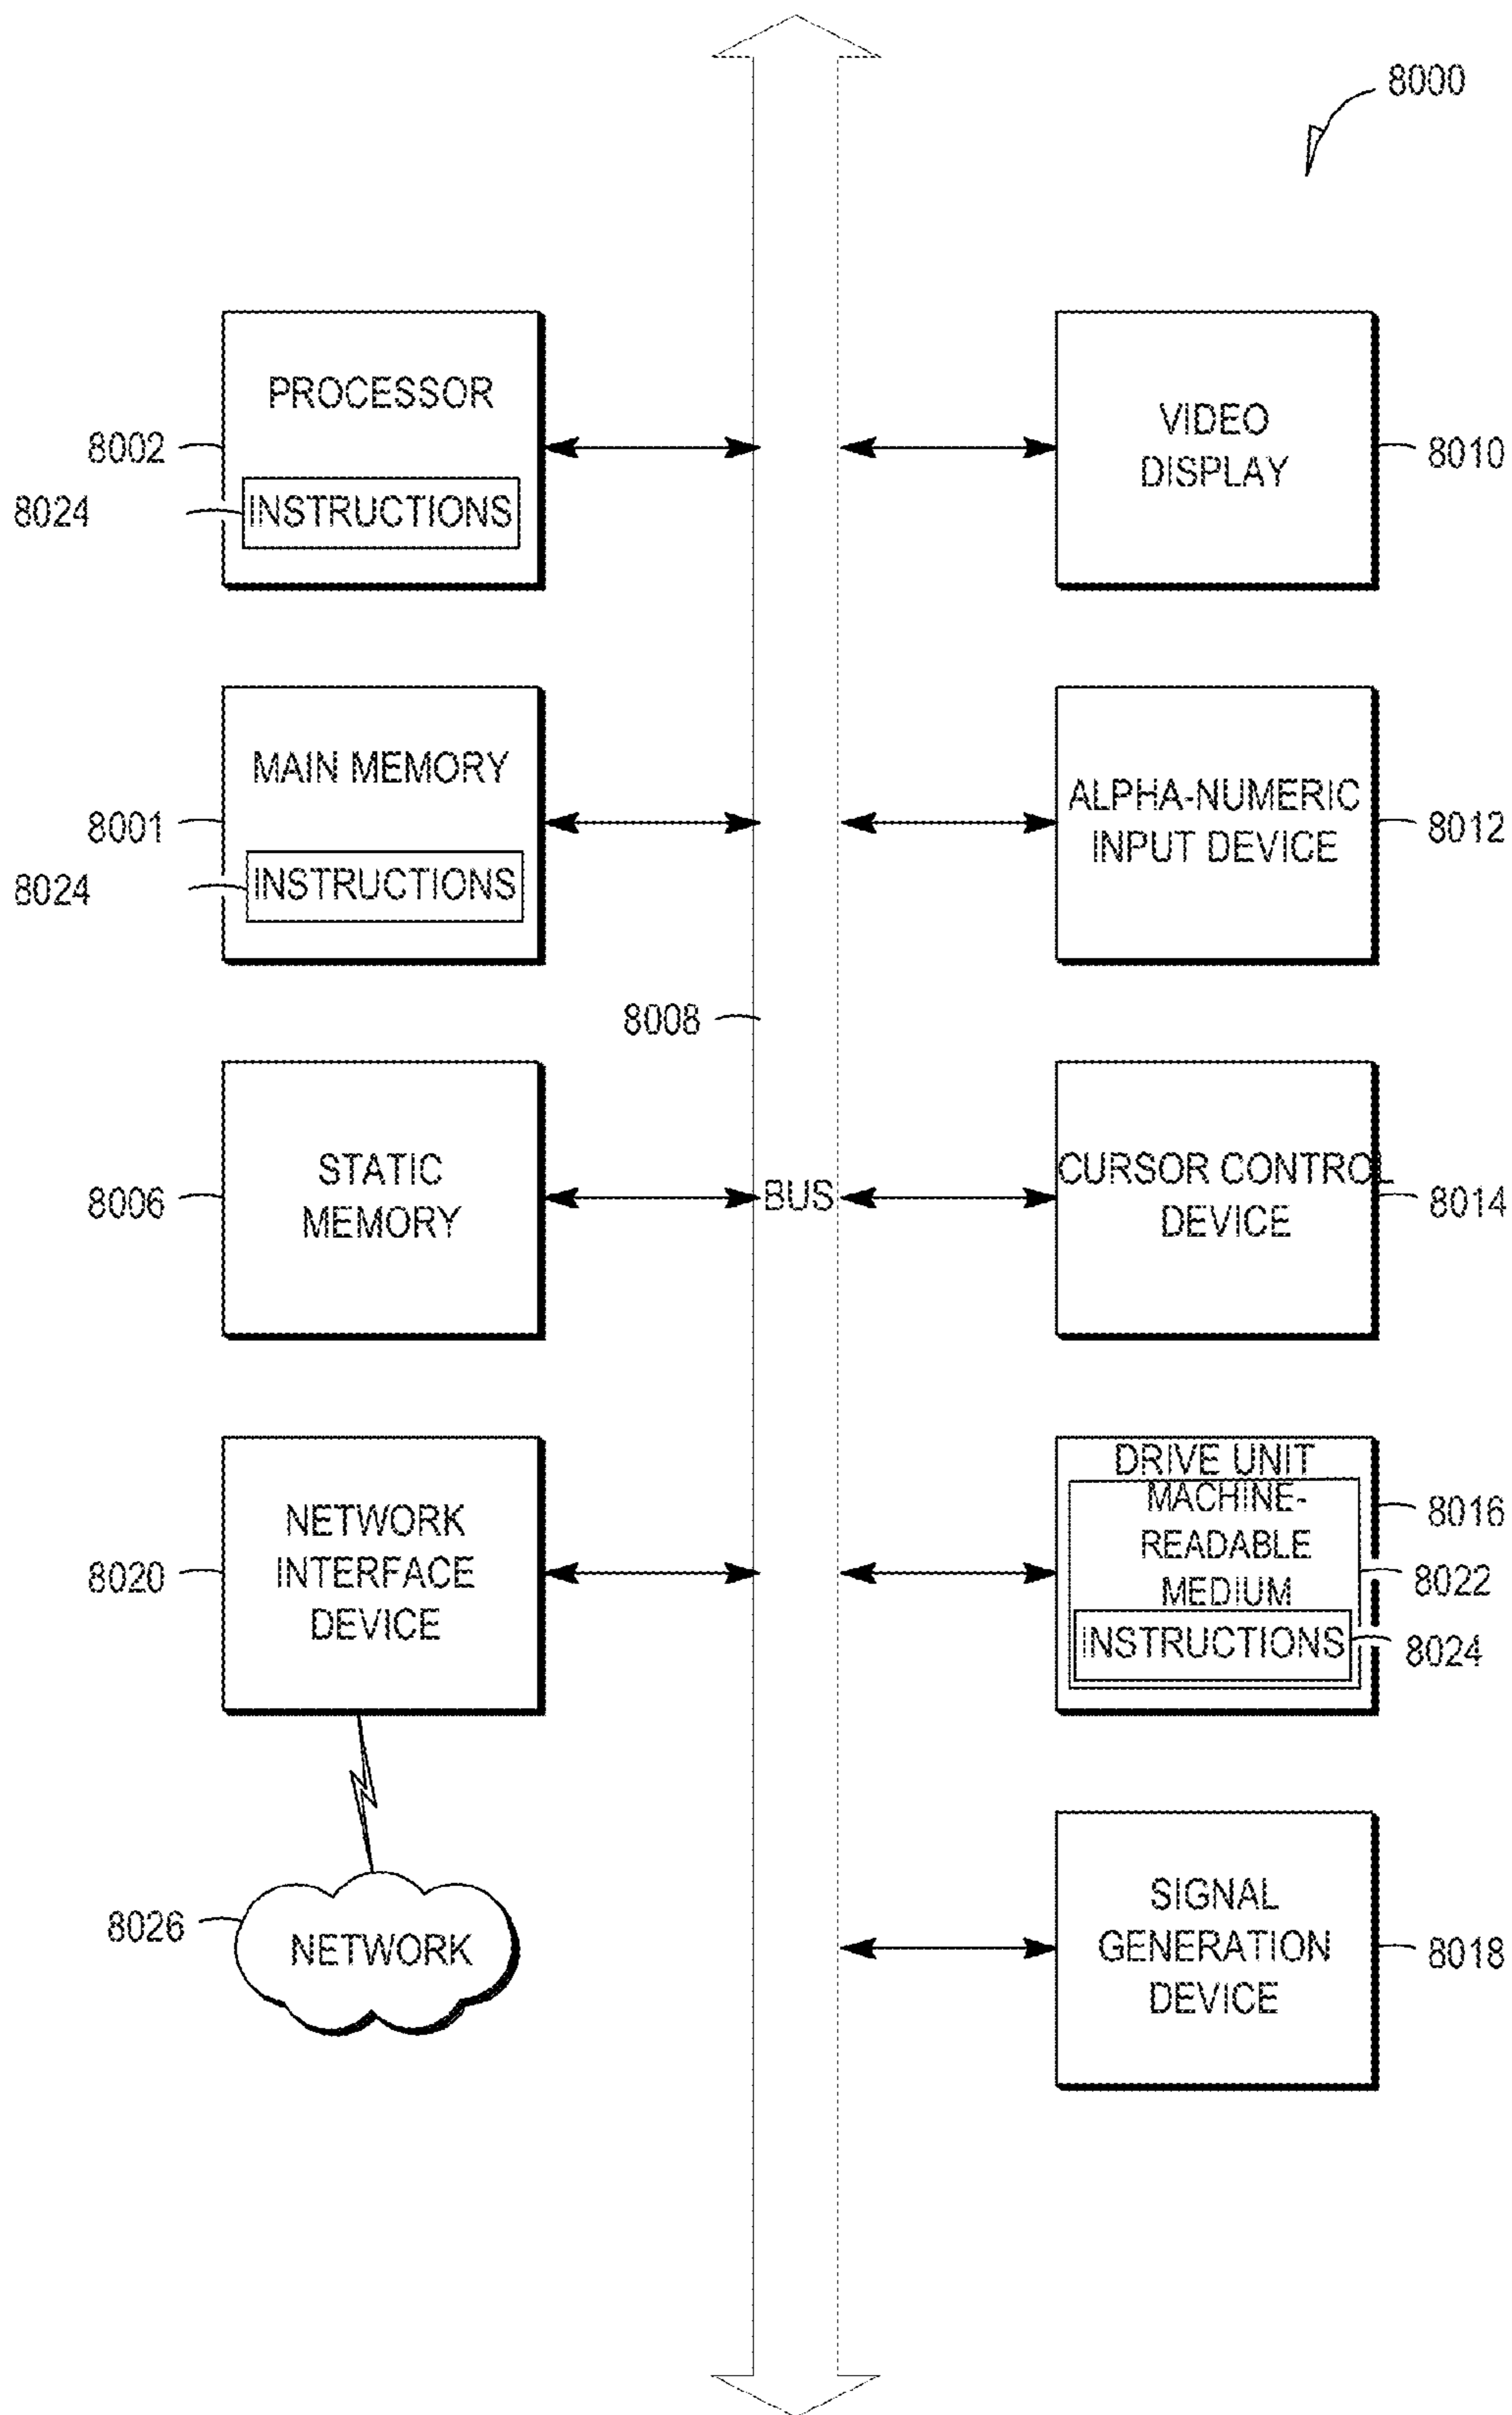 8000
PROCESSOR
8002
INSTRUCTIONS
8024
VIDEO
DISPLAY
8010
MAIN MEMORY
8001
INSTRUCTIONS
8024
ALPHA-NUMERIC
INPUT DEVICE
8012
8008
STATIC
MEMORY
8006
BUS
CURSOR CONTROL
DEVICE
8014
NETWORK
INTERFACE
DEVICE
8020
DRIVE UNIT
MACHINE-
READABLE
MEDIUM
INSTRUCTIONS
8016
8022
8024
8026
NETWORK
SIGNAL
GENERATION
DEVICE
8018